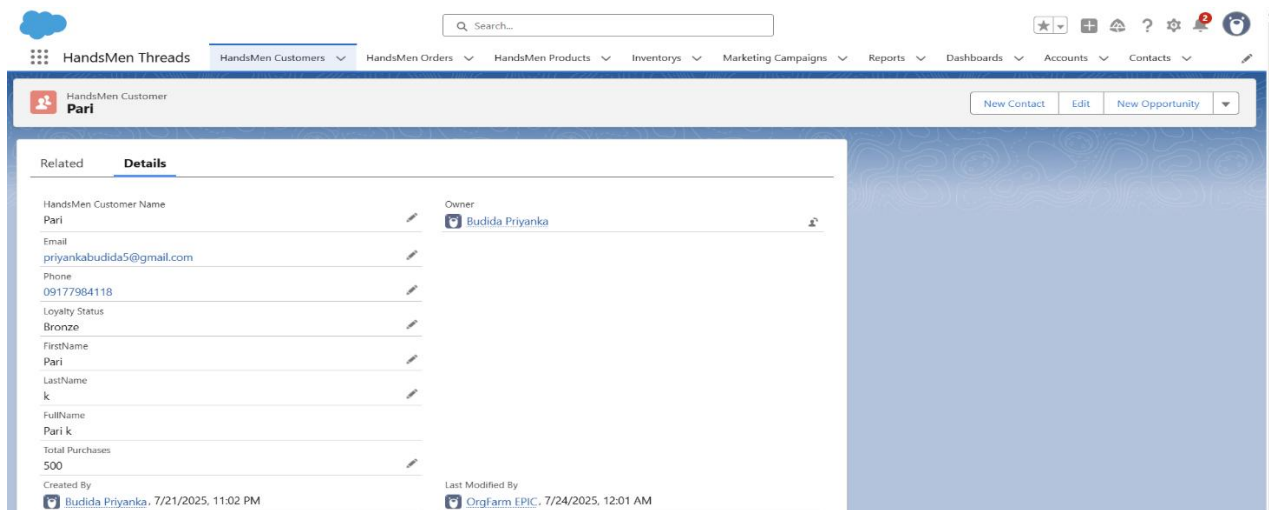 Search...
2
HandsMen Threads HandsMen Customers HandsMen Orders HandsMen Products Inventorys Marketing Campaigns Reports Dashboards Accounts Contacts
HandsMen Customer
Pari
New Contact Edit New Opportunity
Related Details
HandsMen Customer Name
Pari
Owner
Budida Priyanka
Email
priyankabudida5@gmail.com
Phone
09177984118
Loyalty Status
Bronze
FirstName
Pari
LastName
k
FullName
Pari k
Total Purchases
500
Created By
Budida Priyanka, 7/21/2025, 11:02 PM
Last Modified By
OrgFarm EPIC, 7/24/2025, 12:01 AM